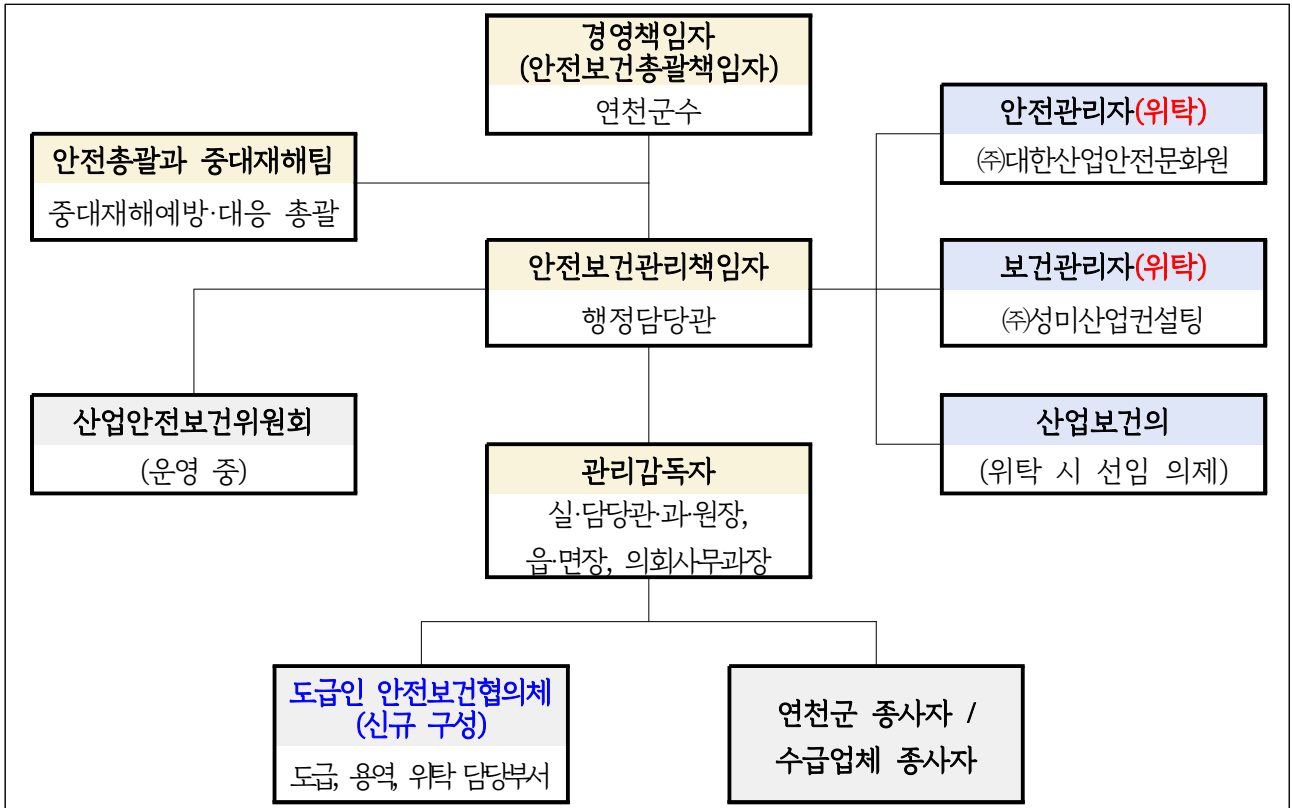 경영책임자
(안전보건총괄책임자)
연천군수
안전총괄과 중대재해팀
중대재해예방·대응 총괄
안전관리자(위탁)
㈜대한산업안전문화원
안전보건관리책임자
행정담당관
보건관리자(위탁)
㈜성미산업컨설팅
산업안전보건위원회
(운영 중)
산업보건의
(위탁 시 선임 의제)
관리감독자
실·담당관·과·원장,
읍·면장, 의회사무과장
도급인 안전보건협의체
(신규 구성)
도급, 용역, 위탁 담당부서
연천군 종사자 /
수급업체 종사자